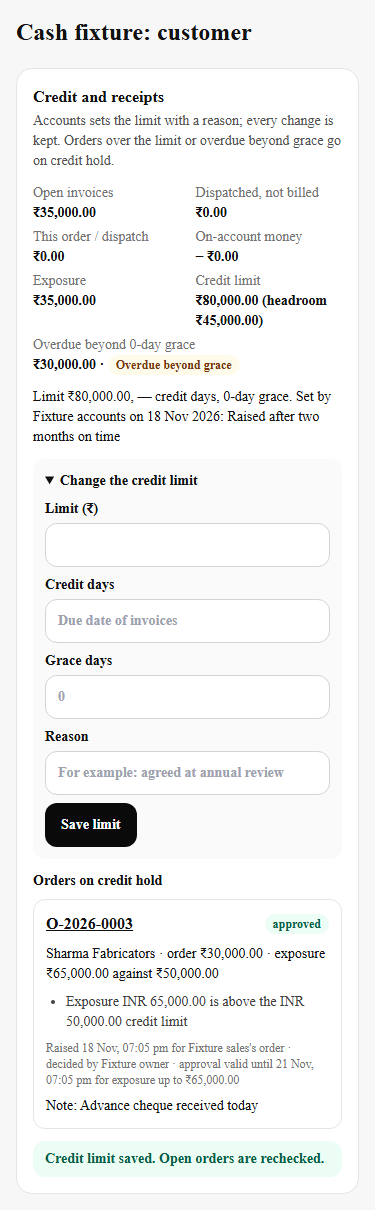 Cash fixture: customer
Credit and receipts
Accounts sets the limit with a reason; every change is
kept. Orders over the limit or overdue beyond grace go
on credit hold.
Open invoices
₹35,000.00
Dispatched, not billed
₹0.00
This order / dispatch
₹0.00
On-account money
− ₹0.00
Exposure
₹35,000.00
Credit limit
₹80,000.00 (headroom
₹45,000.00)
Overdue beyond 0-day grace
₹30,000.00 · Overdue beyond grace
Limit ₹80,000.00, — credit days, 0-day grace. Set by
Fixture accounts on 18 Nov 2026: Raised after two
months on time
▼ Change the credit limit
Limit (₹)
Credit days
Due date of invoices
Grace days
0
Reason
For example: agreed at annual review
Save limit
Orders on credit hold
O-2026-0003
approved
Sharma Fabricators · order ₹30,000.00 · exposure
₹65,000.00 against ₹50,000.00
• Exposure INR 65,000.00 is above the INR
50,000.00 credit limit
Raised 18 Nov, 07:05 pm for Fixture sales's order ·
decided by Fixture owner · approval valid until 21 Nov,
07:05 pm for exposure up to ₹65,000.00
Note: Advance cheque received today
Credit limit saved. Open orders are rechecked.